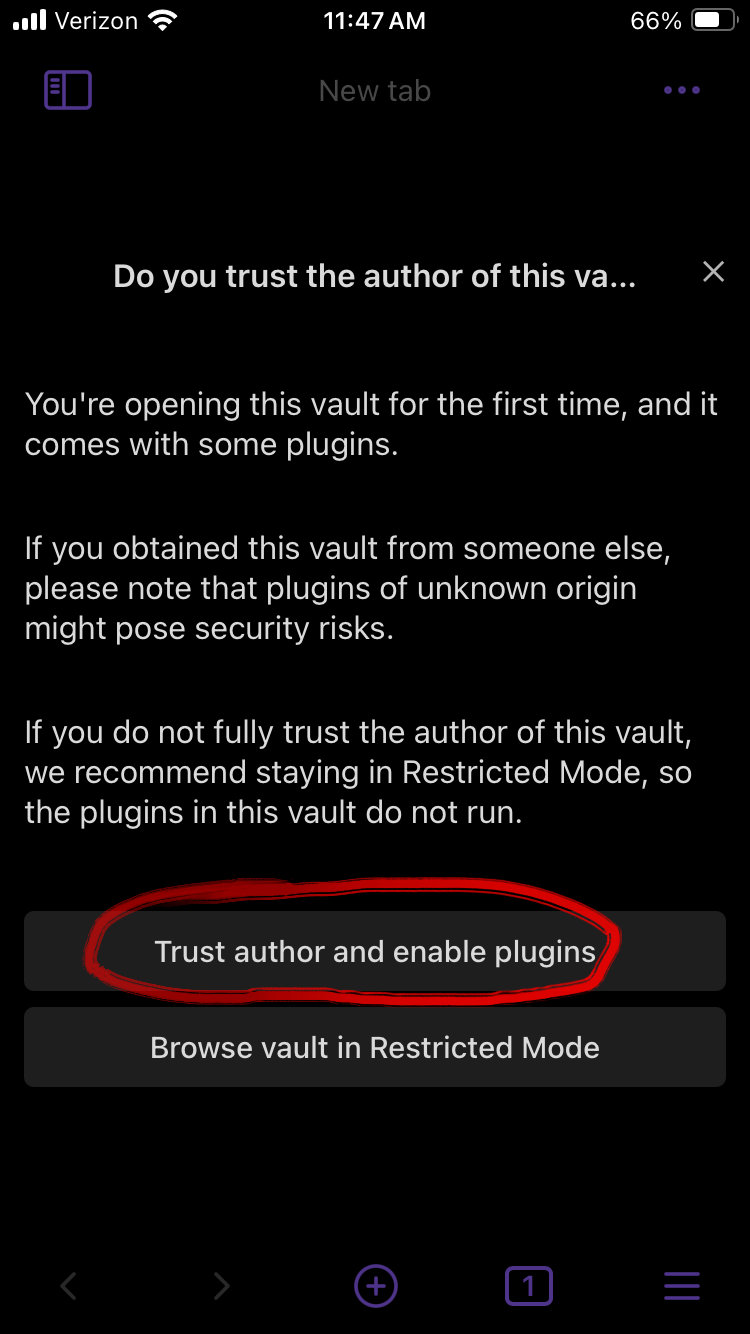 Verizon 11:47 AM 66%
New tab
Do you trust the author of this va...
You're opening this vault for the first time, and it
comes with some plugins.
If you obtained this vault from someone else,
please note that plugins of unknown origin
might pose security risks.
If you do not fully trust the author of this vault,
we recommend staying in Restricted Mode, so
the plugins in this vault do not run.
Trust author and enable plugins
Browse vault in Restricted Mode
1